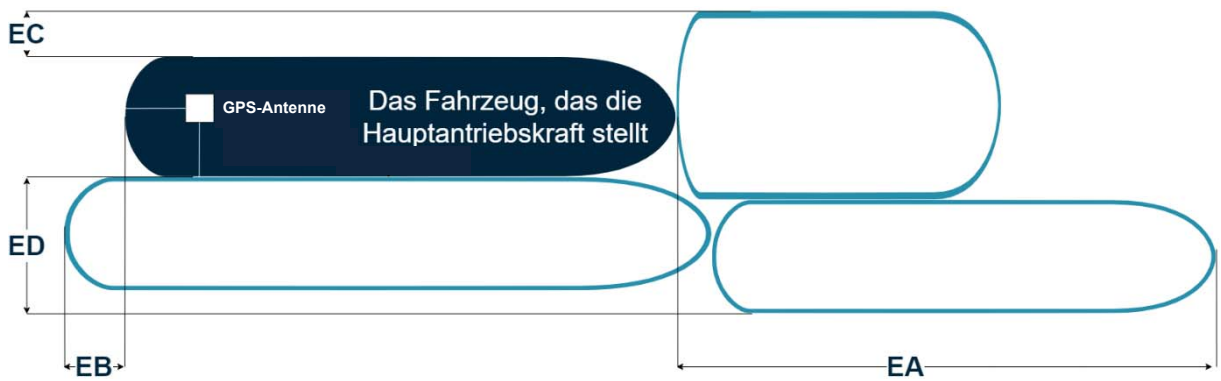 EC
GPS-Antenne
Das Fahrzeug, das die
Hauptantriebskraft stellt
ED
EB
EA